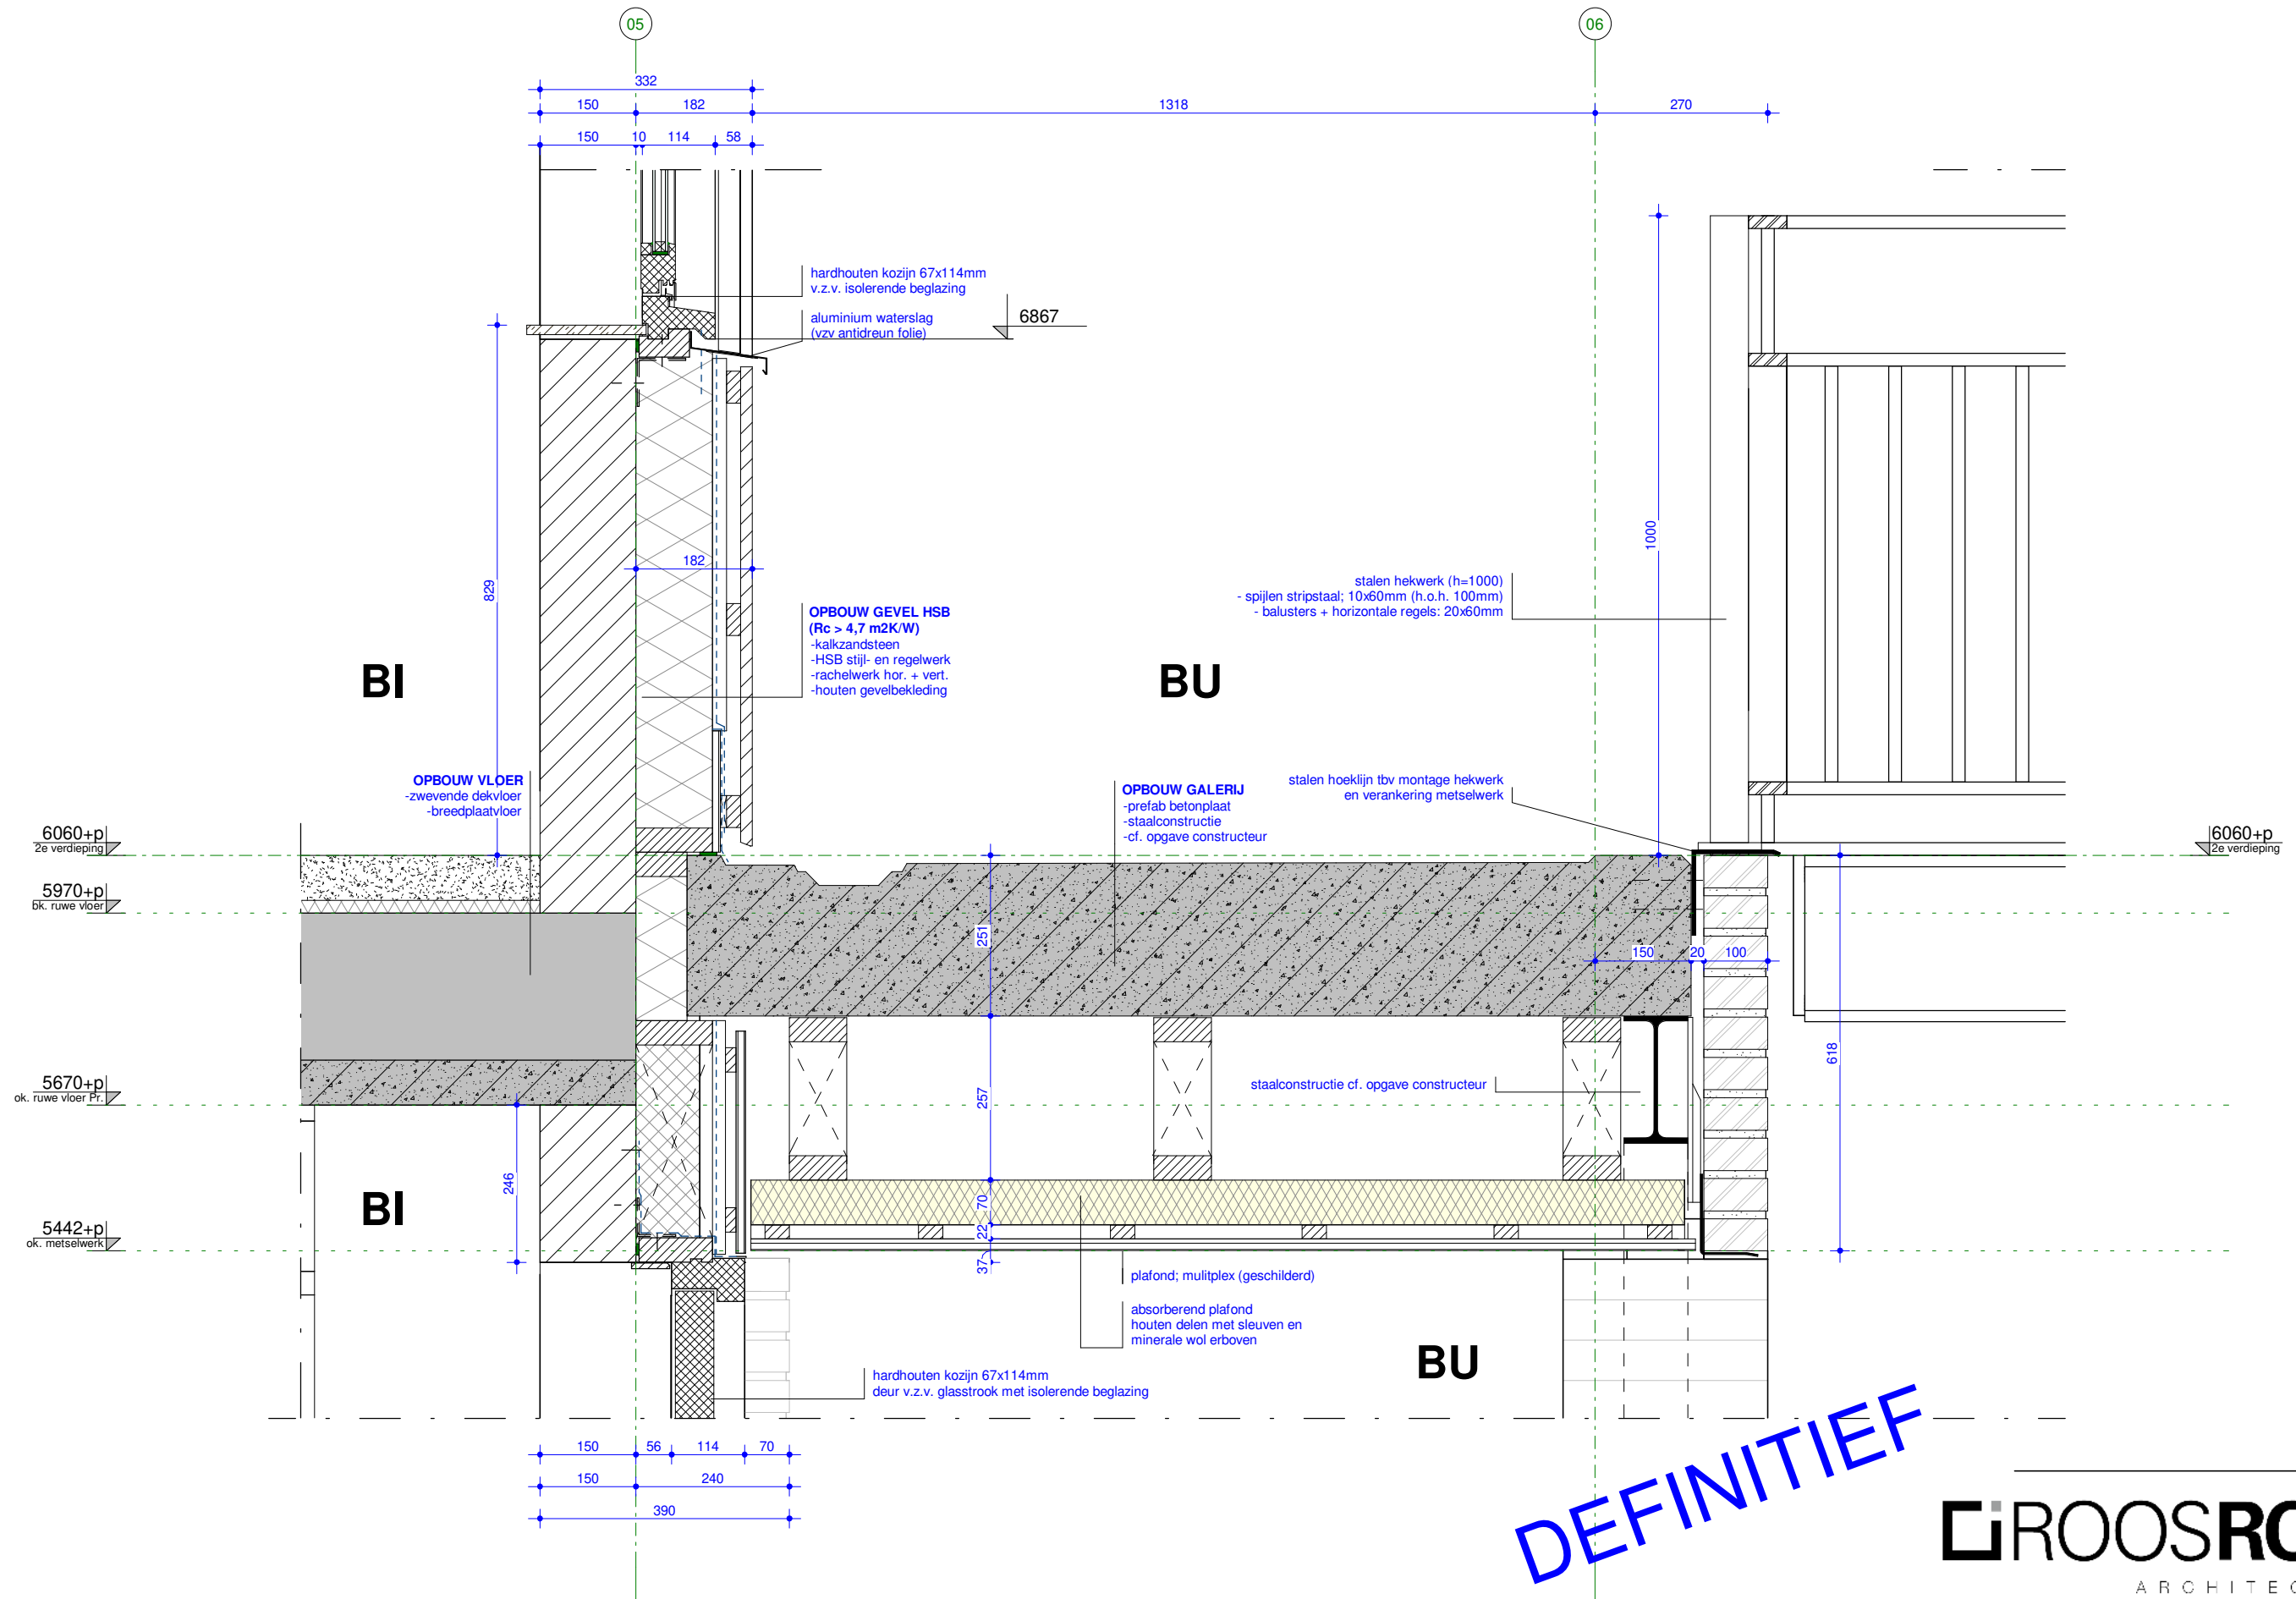 05
06
332
150
182
1318
270
150
10
114
58
hardhouten kozijn 67x114mm
v.z.v. isolerende beglazing
aluminium waterslag
(vzv antidreun folie)
6867
829
182
1000
stalen hekwerk (h=1000)
- spijlen stripstaal; 10x60mm (h.o.h. 100mm)
- balusters + horizontale regels: 20x60mm
OPBOUW GEVEL HSB
(Rc > 4,7 m2K/W)
-kalkzandsteen
-HSB stijl- en regelwerk
-rachelwerk hor. + vert.
-houten gevelbekleding
BI
BU
OPBOUW VLOER
-zwevende dekvloer
-breedplaatvloer
OPBOUW GALERIJ
-prefab betonplaat
-staalconstructie
-cf. opgave constructeur
stalen hoeklijn tbv montage hekwerk
en verankering metselwerk
6060+p
2e verdieping
6060+p
2e verdieping
5970+p
bk. ruwe vloer
251
150
20
100
618
5670+p
ok. ruwe vloer Pr.
257
staalconstructie cf. opgave constructeur
246
BI
70
22
37
5442+p
ok. metselwerk
plafond; mulitplex (geschilderd)
absorberend plafond
houten delen met sleuven en
minerale wol erboven
BU
hardhouten kozijn 67x114mm
deur v.z.v. glasstrook met isolerende beglazing
150
56
114
70
150
240
390
DEFINITIEF
ROOSRO
ARCHITEC